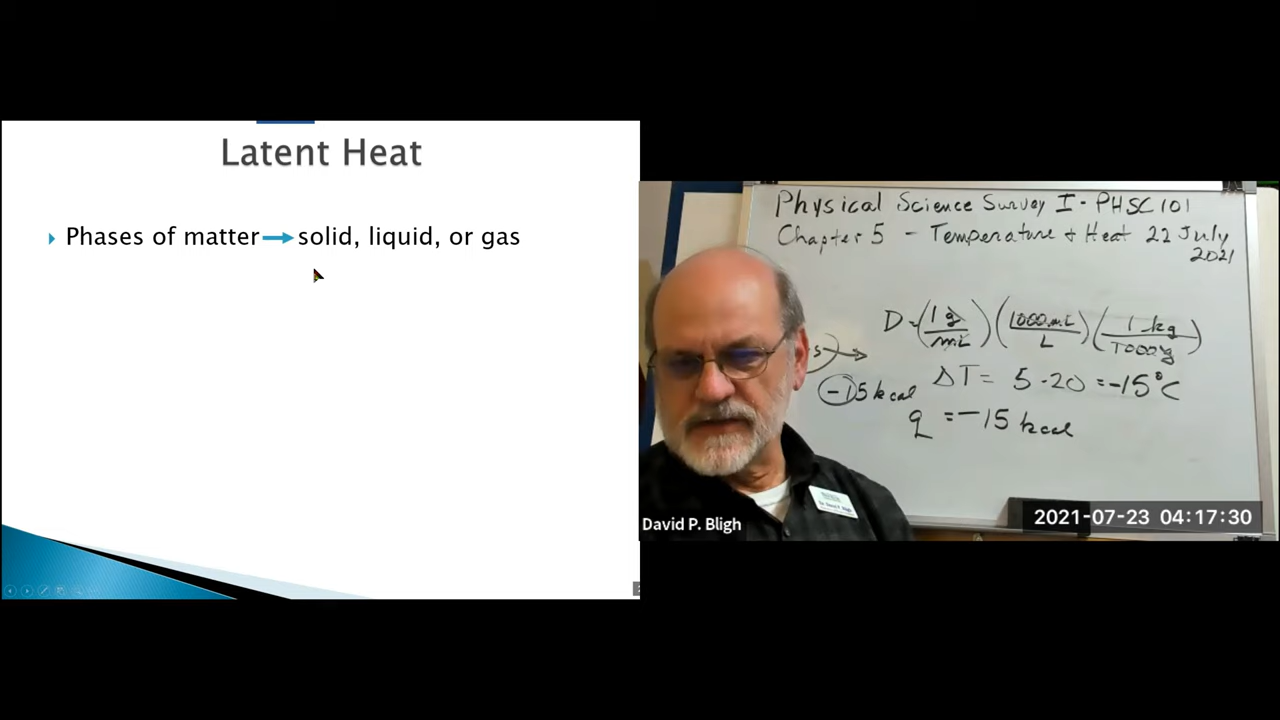 Latent Heat
Phases of matter → solid, liquid, or gas
Physical Science Survey I - PHSC 101
Chapter 5 - Temperature + Heat 22 July
2021
D = (1 g / mL) (1000 mL / L) (1 kg / 1000 g)
ΔT = 5 - 20 = -15°C
-15 kcal
q = -15 kcal
David P. Bligh
2021-07-23 04:17:30